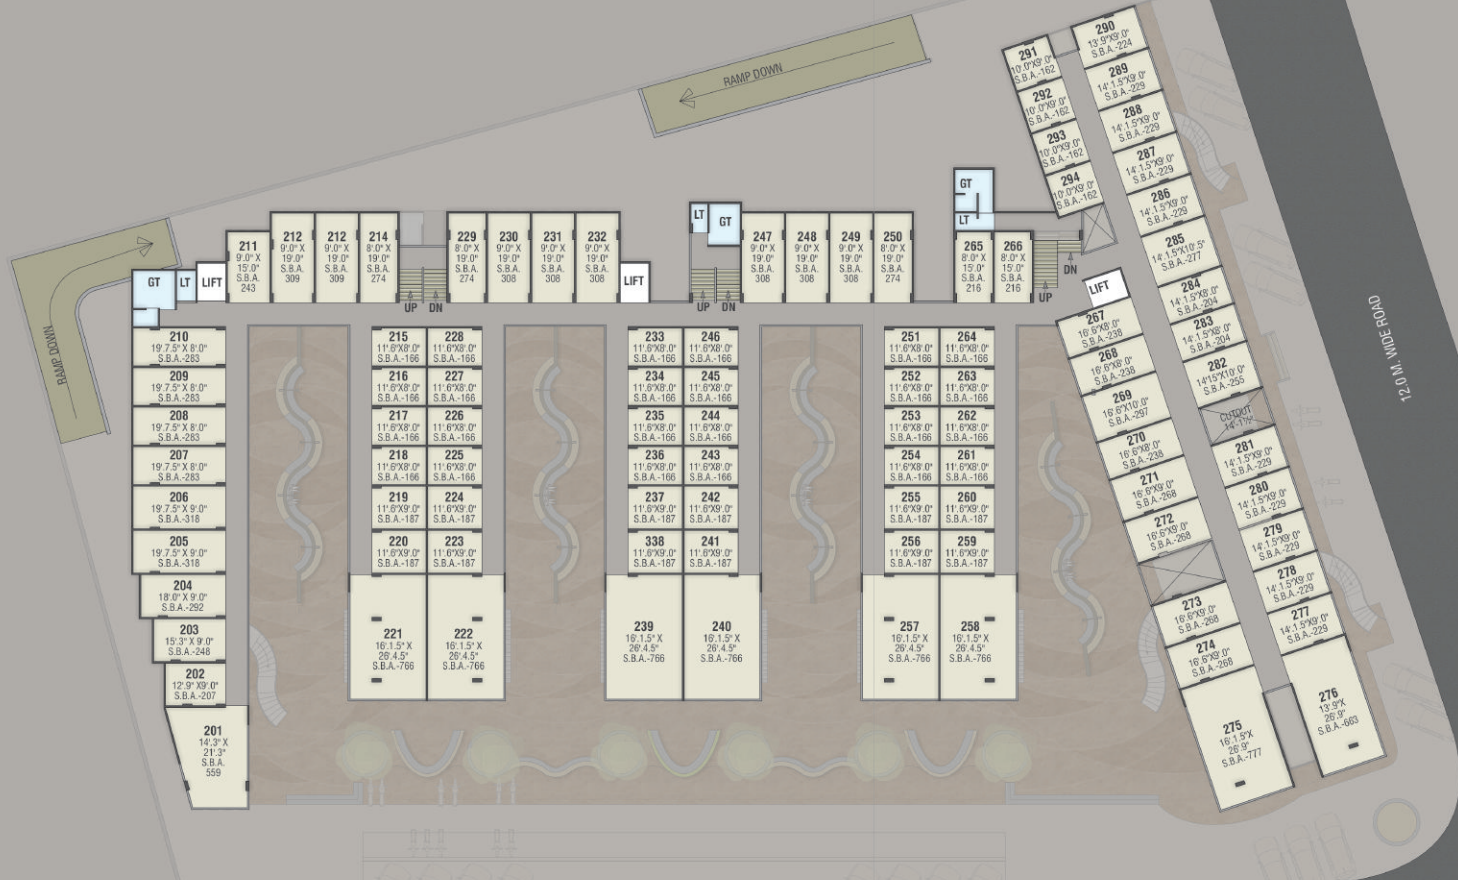 RAMP DOWN
RAMP DOWN
12.0 M. WIDE ROAD
GT
LT
LIFT
211
9'.0" X
15'.0"
S.B.A.
243
212
9'.0" X
19'.0"
S.B.A.
309
212
9'.0" X
19'.0"
S.B.A.
309
214
8'.0" X
19'.0"
S.B.A.
274
UP
DN
229
8'.0" X
19'.0"
S.B.A.
274
230
9'.0" X
19'.0"
S.B.A.
308
231
9'.0" X
19'.0"
S.B.A.
308
232
9'.0" X
19'.0"
S.B.A.
308
LIFT
LT
GT
UP
DN
247
9'.0" X
19'.0"
S.B.A.
308
248
9'.0" X
19'.0"
S.B.A.
308
249
9'.0" X
19'.0"
S.B.A.
308
250
8'.0" X
19'.0"
S.B.A.
274
GT
LT
265
8'.0" X
15'.0"
S.B.A.
216
266
8'.0" X
15'.0"
S.B.A.
216
UP
DN
LIFT
210
19'.7.5" X 8'.0"
S.B.A.-283
209
19'.7.5" X 8'.0"
S.B.A.-283
208
19'.7.5" X 8'.0"
S.B.A.-283
207
19'.7.5" X 8'.0"
S.B.A.-283
206
19'.7.5" X 9'.0"
S.B.A.-318
205
19'.7.5" X 9'.0"
S.B.A.-318
204
18'.0" X 9'.0"
S.B.A.-292
203
15'.3" X 9'.0"
S.B.A.-248
202
12'.9" X9'.0"
S.B.A.-207
201
14'.3" X
21'.3"
S.B.A.
559
215
11'.6"X8'.0"
S.B.A.-166
216
11'.6"X8'.0"
S.B.A.-166
217
11'.6"X8'.0"
S.B.A.-166
218
11'.6"X8'.0"
S.B.A.-166
219
11'.6"X9'.0"
S.B.A.-187
220
11'.6"X9'.0"
S.B.A.-187
221
16'.1.5" X
26'.4.5"
S.B.A.-766
228
11'.6"X8'.0"
S.B.A.-166
227
11'.6"X8'.0"
S.B.A.-166
226
11'.6"X8'.0"
S.B.A.-166
225
11'.6"X8'.0"
S.B.A.-166
224
11'.6"X9'.0"
S.B.A.-187
223
11'.6"X9'.0"
S.B.A.-187
222
16'.1.5" X
26'.4.5"
S.B.A.-766
233
11'.6"X8'.0"
S.B.A.-166
234
11'.6"X8'.0"
S.B.A.-166
235
11'.6"X8'.0"
S.B.A.-166
236
11'.6"X8'.0"
S.B.A.-166
237
11'.6"X9'.0"
S.B.A.-187
338
11'.6"X9'.0"
S.B.A.-187
239
16'.1.5" X
26'.4.5"
S.B.A.-766
246
11'.6"X8'.0"
S.B.A.-166
245
11'.6"X8'.0"
S.B.A.-166
244
11'.6"X8'.0"
S.B.A.-166
243
11'.6"X8'.0"
S.B.A.-166
242
11'.6"X9'.0"
S.B.A.-187
241
11'.6"X9'.0"
S.B.A.-187
240
16'.1.5" X
26'.4.5"
S.B.A.-766
251
11'.6"X8'.0"
S.B.A.-166
252
11'.6"X8'.0"
S.B.A.-166
253
11'.6"X8'.0"
S.B.A.-166
254
11'.6"X8'.0"
S.B.A.-166
255
11'.6"X9'.0"
S.B.A.-187
256
11'.6"X9'.0"
S.B.A.-187
257
16'.1.5" X
26'.4.5"
S.B.A.-766
264
11'.6"X8'.0"
S.B.A.-166
263
11'.6"X8'.0"
S.B.A.-166
262
11'.6"X8'.0"
S.B.A.-166
261
11'.6"X8'.0"
S.B.A.-166
260
11'.6"X9'.0"
S.B.A.-187
259
11'.6"X9'.0"
S.B.A.-187
258
16'.1.5" X
26'.4.5"
S.B.A.-766
291
10'.0"X9'.0"
S.B.A.-162
292
10'.0"X9'.0"
S.B.A.-162
293
10'.0"X9'.0"
S.B.A.-162
294
10'.0"X9'.0"
S.B.A.-162
290
13'.9"X9'.0"
S.B.A.-224
289
14'.1.5"X9'.0"
S.B.A.-229
288
14'.1.5"X9'.0"
S.B.A.-229
287
14'.1.5"X9'.0"
S.B.A.-229
286
14'.1.5"X9'.0"
S.B.A.-229
285
14'.1.5"X10'.5"
S.B.A.-277
284
14'.1.5"X8'.0"
S.B.A.-204
283
14'.1.5"X8'.0"
S.B.A.-204
282
14'15"X10'.0"
S.B.A.-255
CUTOUT
281
14'.1.5"X9'.0"
S.B.A.-229
280
14'.1.5"X9'.0"
S.B.A.-229
279
14'.1.5"X9'.0"
S.B.A.-229
278
14'.1.5"X9'.0"
S.B.A.-229
277
14'.1.5"X9'.0"
S.B.A.-229
276
13'.9"X
26'.9"
S.B.A.-663
267
16'.6"X8'.0"
S.B.A.-238
268
16'.6"X8'.0"
S.B.A.-238
269
16'.6"X10'.0"
S.B.A.-297
270
16'.6"X8'.0"
S.B.A.-238
271
16'.6"X9'.0"
S.B.A.-268
272
16'.6"X9'.0"
S.B.A.-268
273
16'.6"X9'.0"
S.B.A.-268
274
16'.6"X9'.0"
S.B.A.-268
275
16'.1.5"X
26'.9"
S.B.A.-777